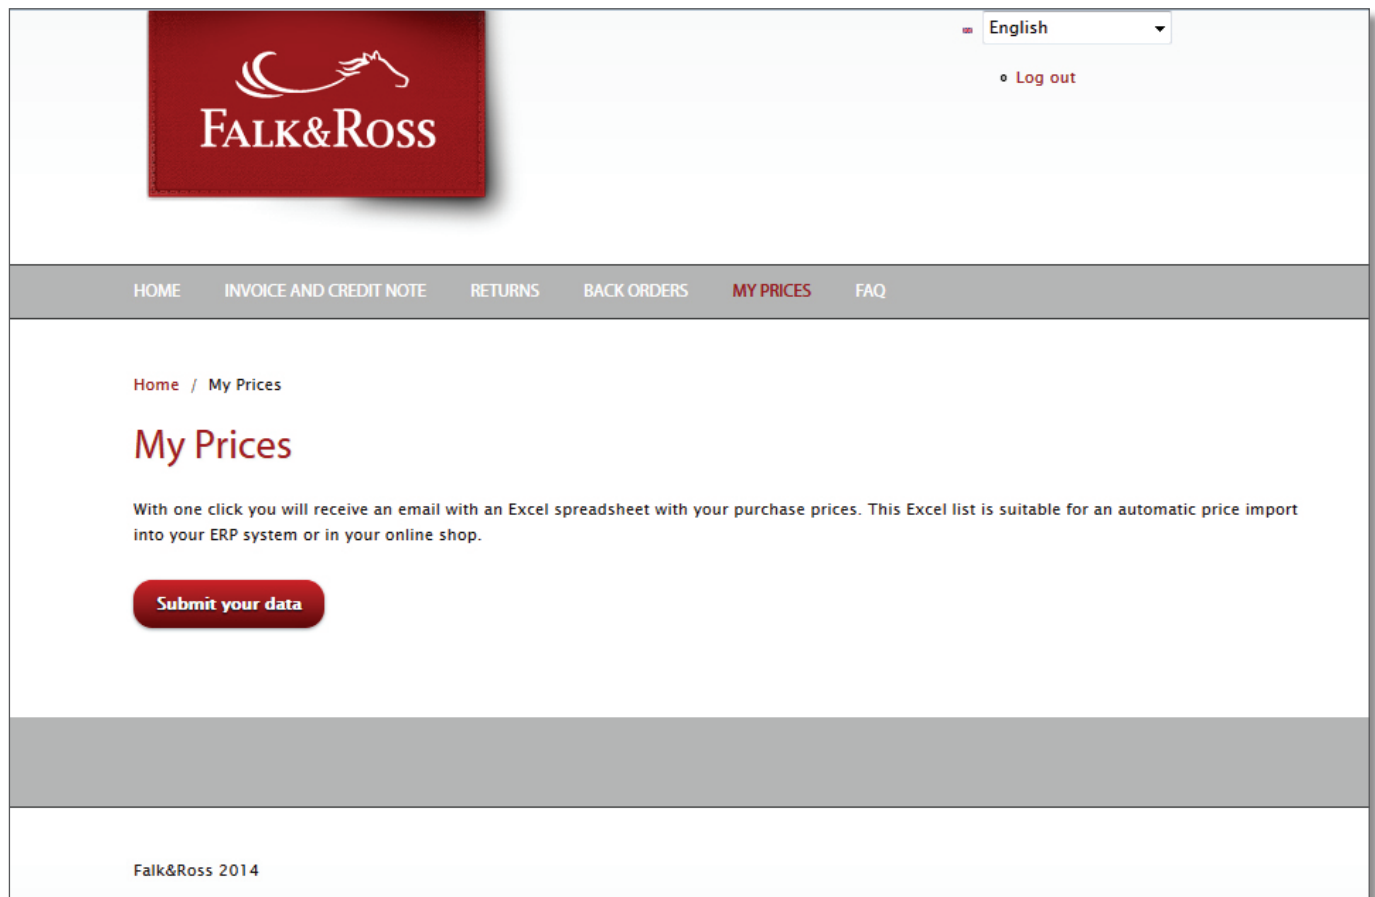 English
Log out
FALK&ROSS
HOME INVOICE AND CREDIT NOTE RETURNS BACK ORDERS MY PRICES FAQ
Home / My Prices
My Prices
With one click you will receive an email with an Excel spreadsheet with your purchase prices. This Excel list is suitable for an automatic price import
into your ERP system or in your online shop.
Submit your data
Falk&Ross 2014